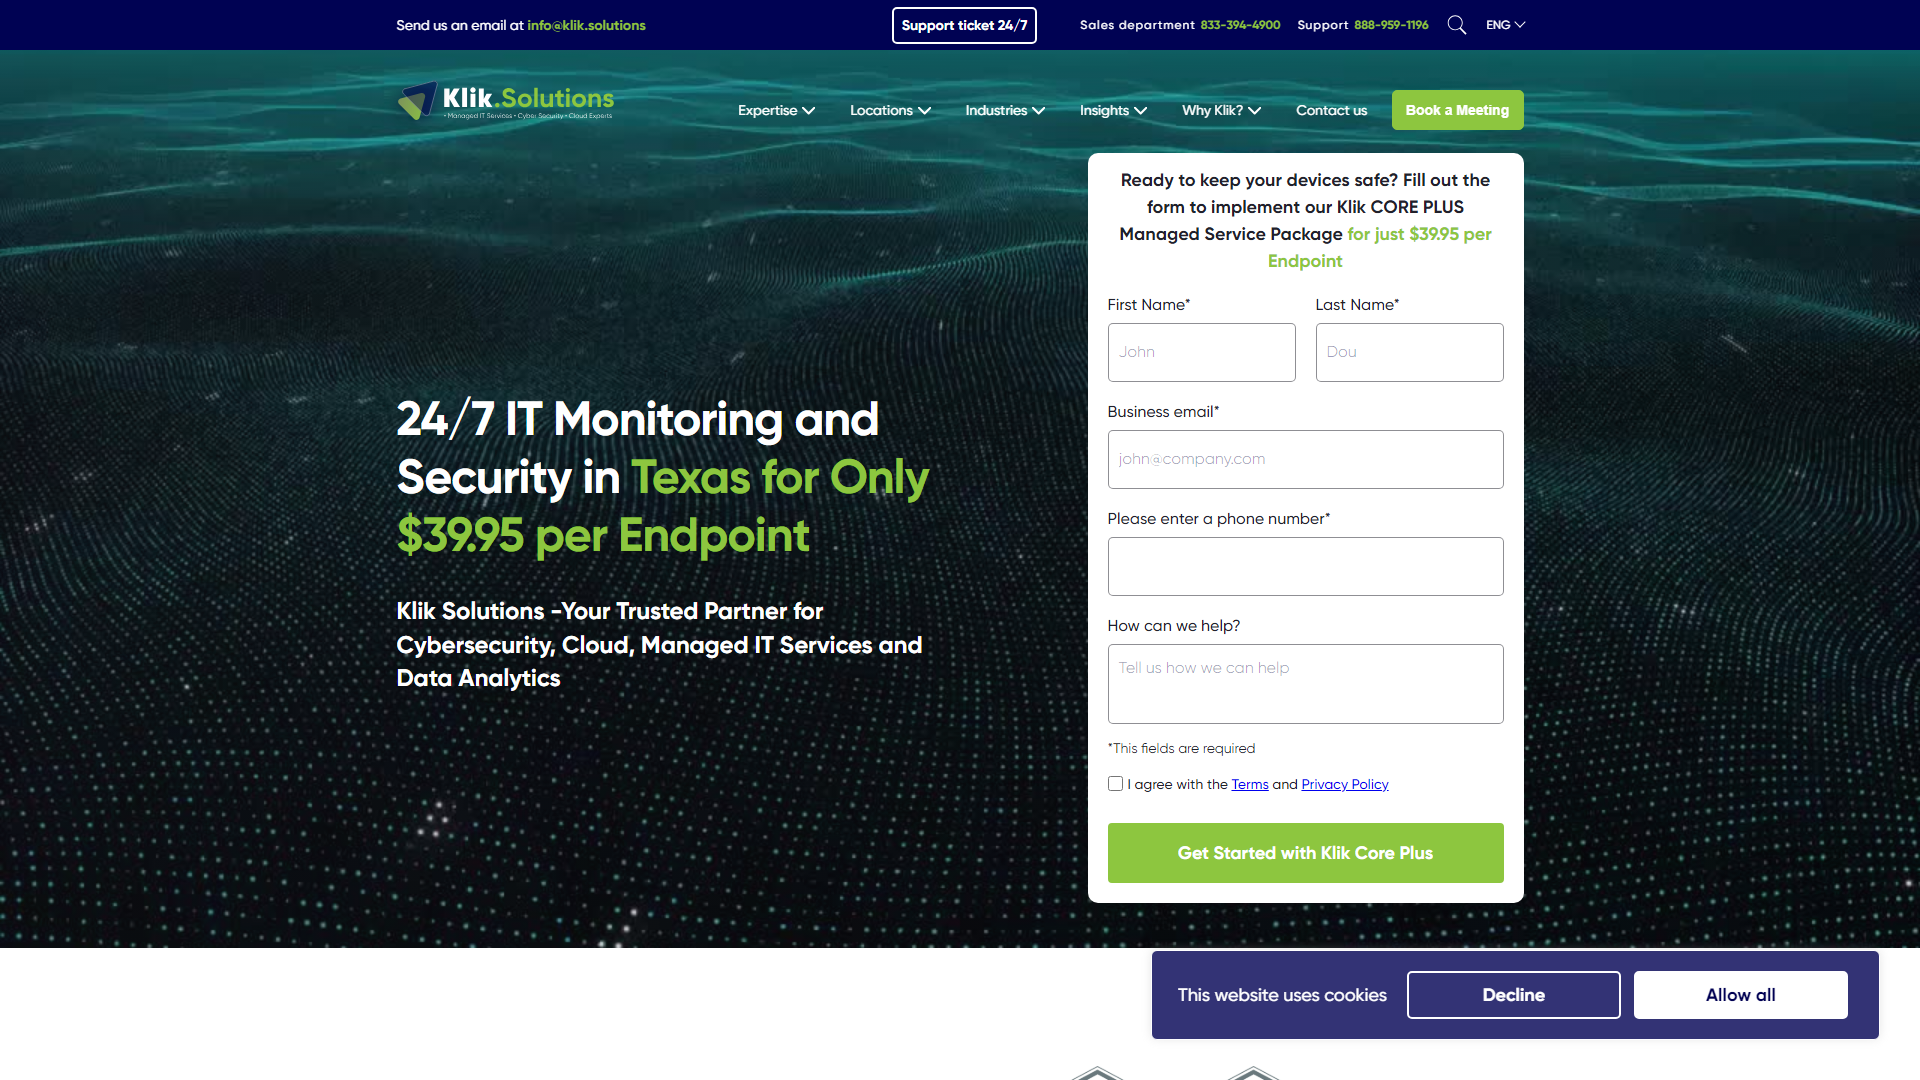 Send us an email at info@klik.solutions
Support ticket 24/7
Sales department 833-394-4900
Support 888-959-1196
ENG
Klik.Solutions
• Managed IT Services • Cyber Security • Cloud Experts
Expertise
Locations
Industries
Insights
Why Klik?
Contact us
Book a Meeting
24/7 IT Monitoring and
Security in Texas for Only
$39.95 per Endpoint
Klik Solutions -Your Trusted Partner for
Cybersecurity, Cloud, Managed IT Services and
Data Analytics
Ready to keep your devices safe? Fill out the
form to implement our Klik CORE PLUS
Managed Service Package for just $39.95 per
Endpoint
First Name*
Last Name*
John
Dou
Business email*
john@company.com
Please enter a phone number*
How can we help?
Tell us how we can help
*This fields are required
I agree with the Terms and Privacy Policy
Get Started with Klik Core Plus
This website uses cookies
Decline
Allow all